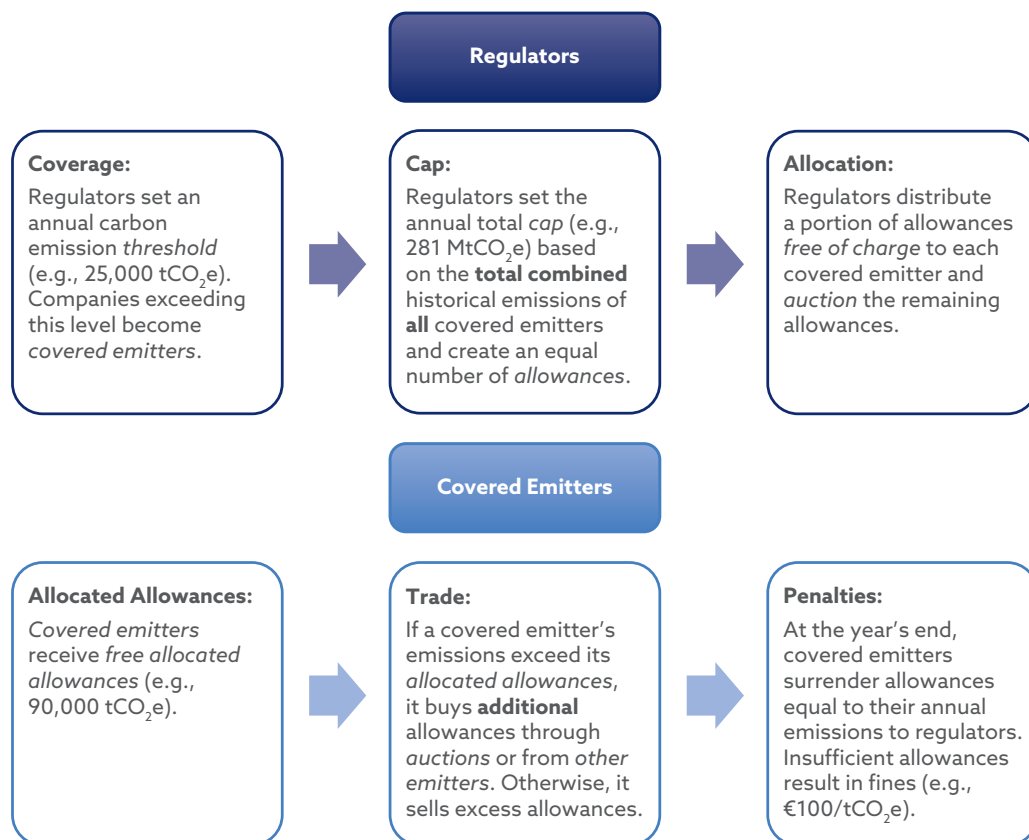 Regulators
Coverage:
Regulators set an
annual carbon
emission threshold
(e.g., 25,000 tCO₂e).
Companies exceeding
this level become
covered emitters.
Cap:
Regulators set the
annual total cap (e.g.,
281 MtCO₂e) based
on the total combined
historical emissions of
all covered emitters
and create an equal
number of allowances.
Allocation:
Regulators distribute
a portion of allowances
free of charge to each
covered emitter and
auction the remaining
allowances.
Covered Emitters
Allocated Allowances:
Covered emitters
receive free allocated
allowances (e.g.,
90,000 tCO₂e).
Trade:
If a covered emitter’s
emissions exceed its
allocated allowances,
it buys additional
allowances through
auctions or from other
emitters. Otherwise, it
sells excess allowances.
Penalties:
At the year’s end,
covered emitters
surrender allowances
equal to their annual
emissions to regulators.
Insufficient allowances
result in fines (e.g.,
€100/tCO₂e).